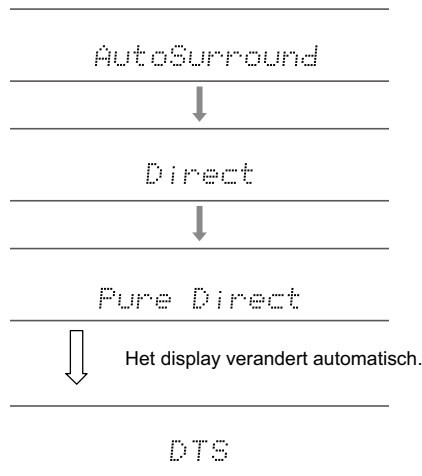 AutoSurround
Direct
Pure Direct
Het display verandert automatisch.
DTS